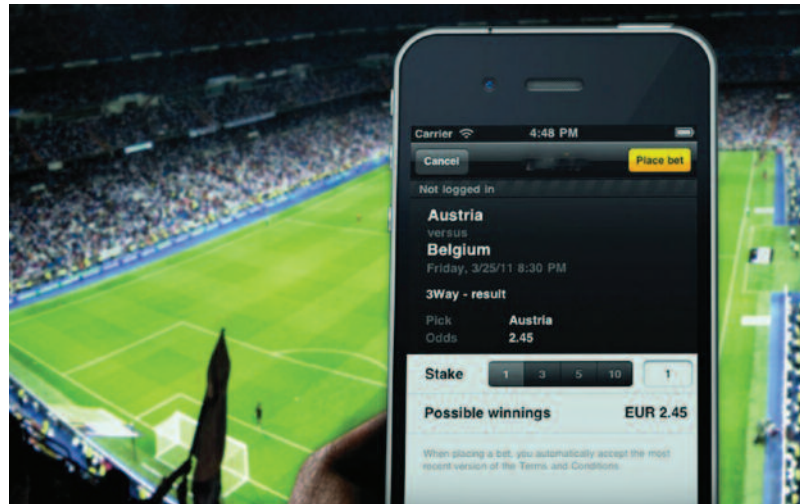 Carrier 4:48 PM
Cancel Place bet
Not logged in
Austria
versus
Belgium
Friday, 3/25/11 8:30 PM
3Way - result
Pick Austria
Odds 2.45
Stake 1 3 5 10 1
Possible winnings EUR 2.45
When placing a bet, you automatically accept the most
recent version of the Terms and Conditions.